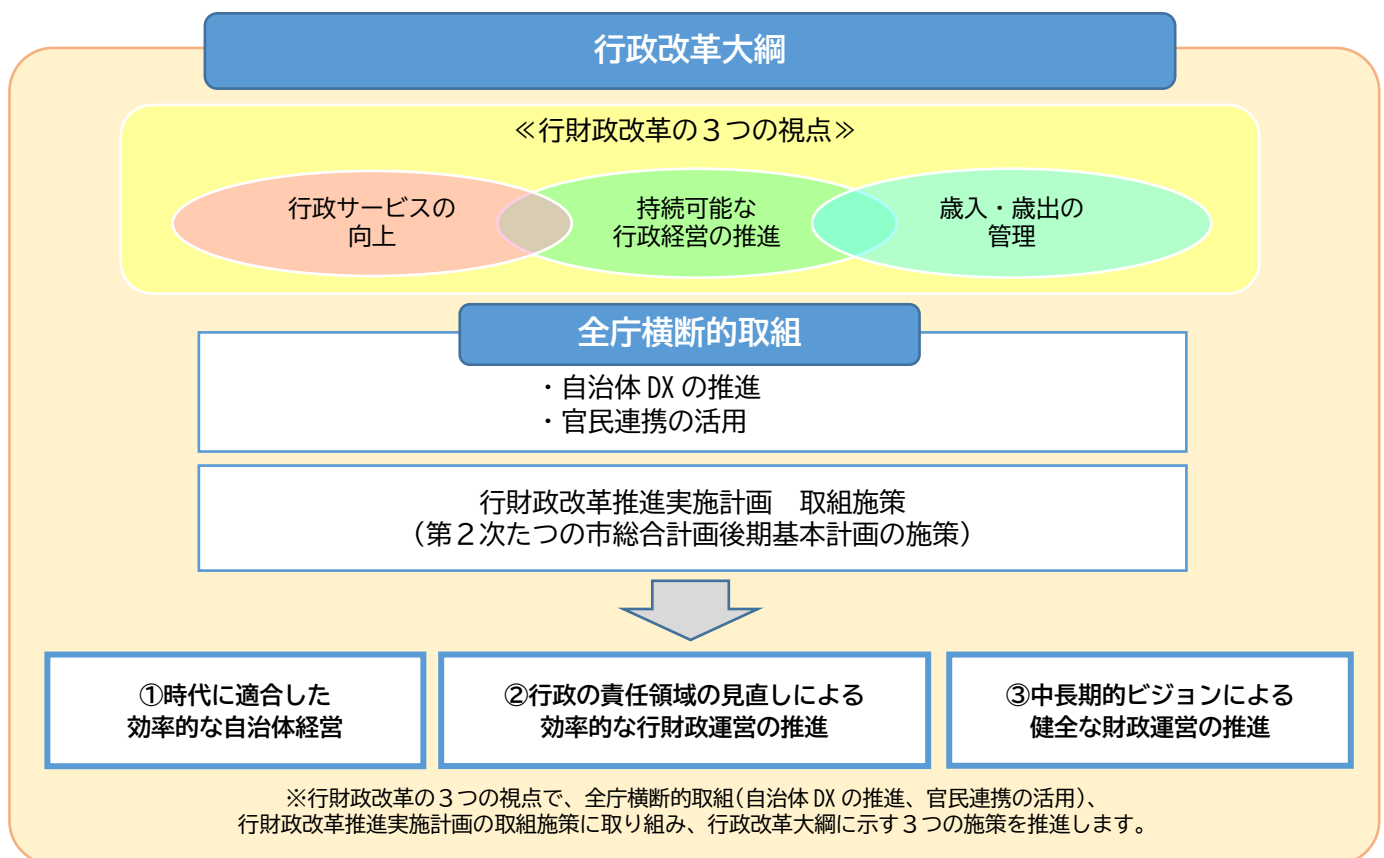 行政改革大綱
≪行財政改革の３つの視点≫
行政サービスの
向上
持続可能な
行政経営の推進
歳入・歳出の
管理
全庁横断的取組
・自治体 DX の推進
・官民連携の活用
行財政改革推進実施計画　取組施策
（第２次たつの市総合計画後期基本計画の施策）
①時代に適合した
効率的な自治体経営
②行政の責任領域の見直しによる
効率的な行財政運営の推進
③中長期的ビジョンによる
健全な財政運営の推進
※行財政改革の３つの視点で、全庁横断的取組(自治体 DX の推進、官民連携の活用)、
行財政改革推進実施計画の取組施策に取り組み、行政改革大綱に示す３つの施策を推進します。